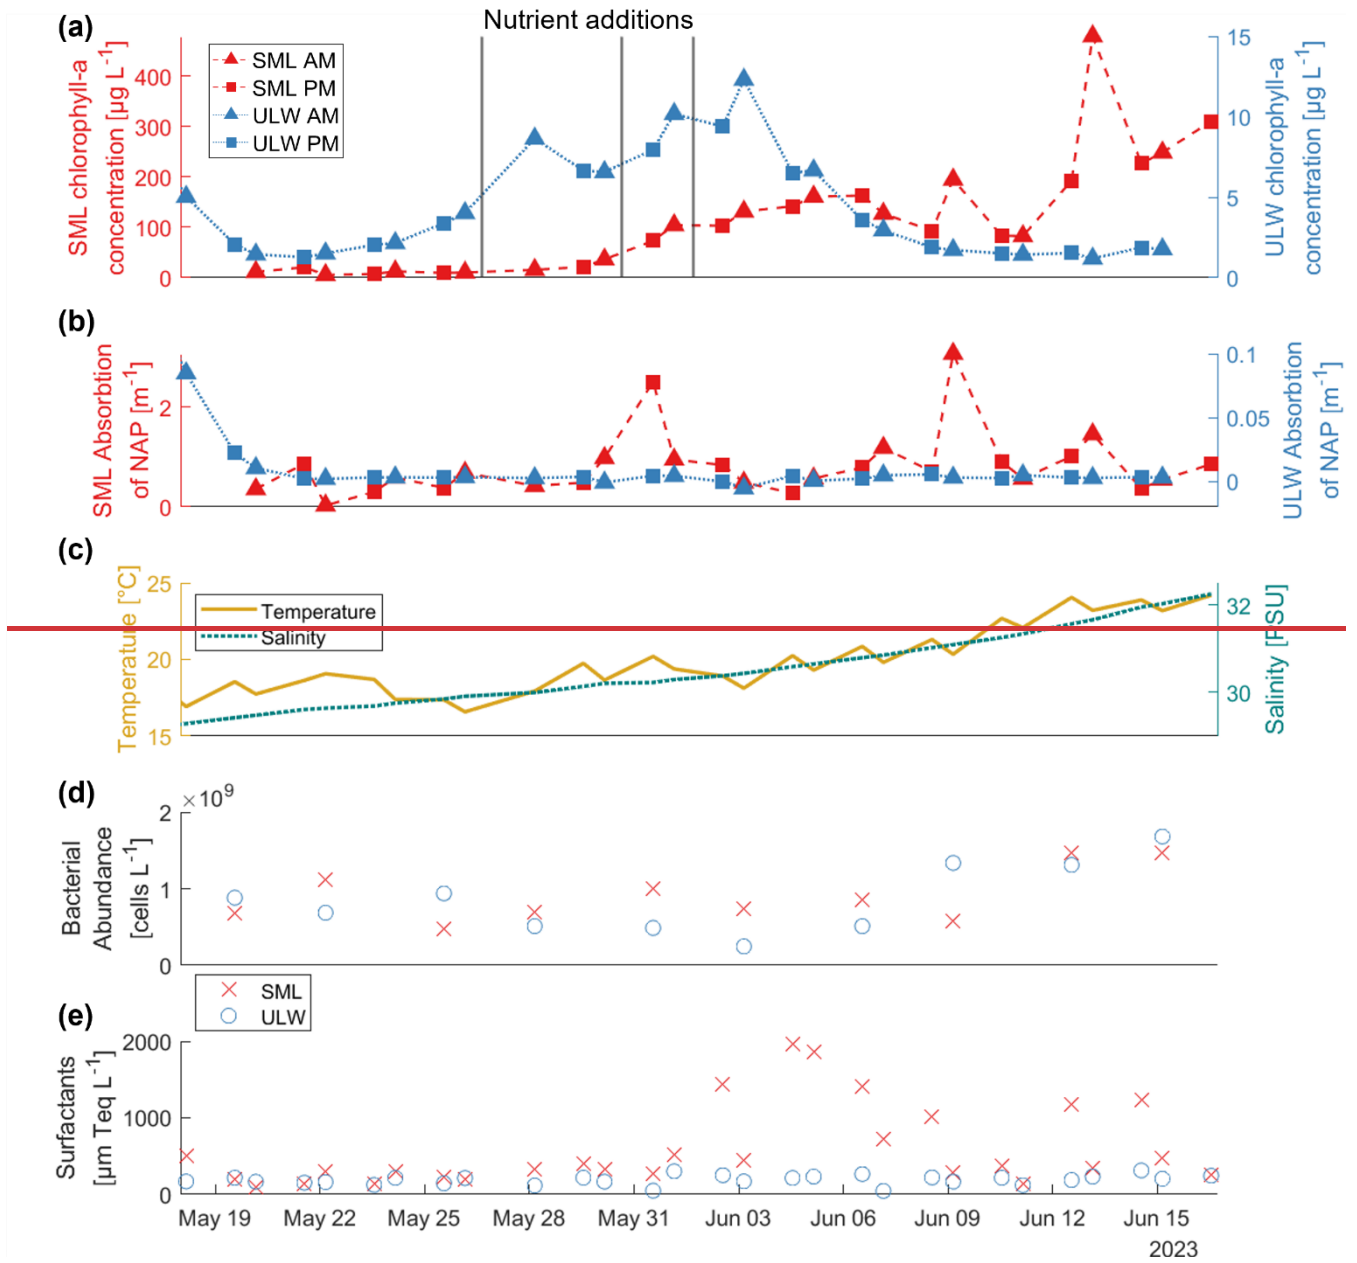 Nutrient additions
(a)
SML chlorophyll-a
concentration [µg L-1]
400
300
200
100
0
SML AM
SML PM
ULW AM
ULW PM
15
10
5
0
ULW chlorophyll-a
concentration [µg L-1]
(b)
SML Absorbtion
of NAP [m-1]
2
0
0.1
0.05
0
ULW Absorption
of NAP [m-1]
(c)
Temperature [°C]
25
20
15
Temperature
Salinity
32
30
Salinity [PSU]
(d)
×10^9
Bacterial
Abundance
[cells L-1]
2
1
0
SML
ULW
(e)
Surfactants
[µm Teq L-1]
2000
1000
0
May 19 May 22 May 25 May 28 May 31 Jun 03 Jun 06 Jun 09 Jun 12 Jun 15
2023